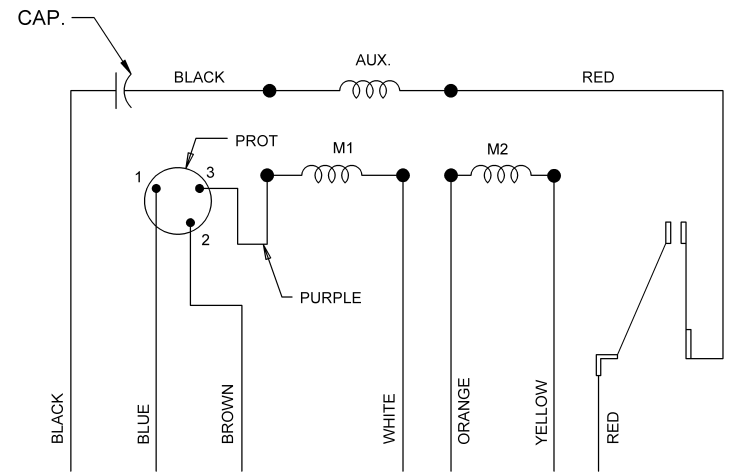 CAP.
BLACK
AUX.
RED
PROT
M1
M2
1
3
2
PURPLE
BLACK
BLUE
BROWN
WHITE
ORANGE
YELLOW
RED